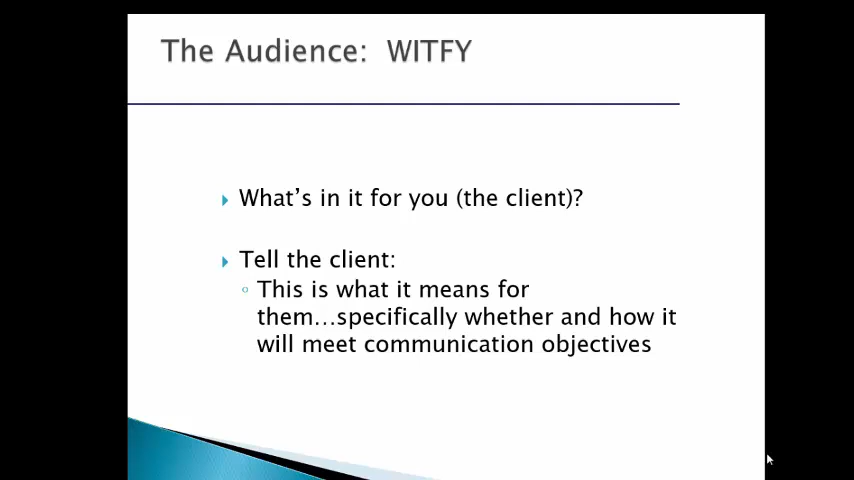 The Audience:  WITFY
What's in it for you (the client)?
Tell the client:
This is what it means for
them…specifically whether and how it
will meet communication objectives